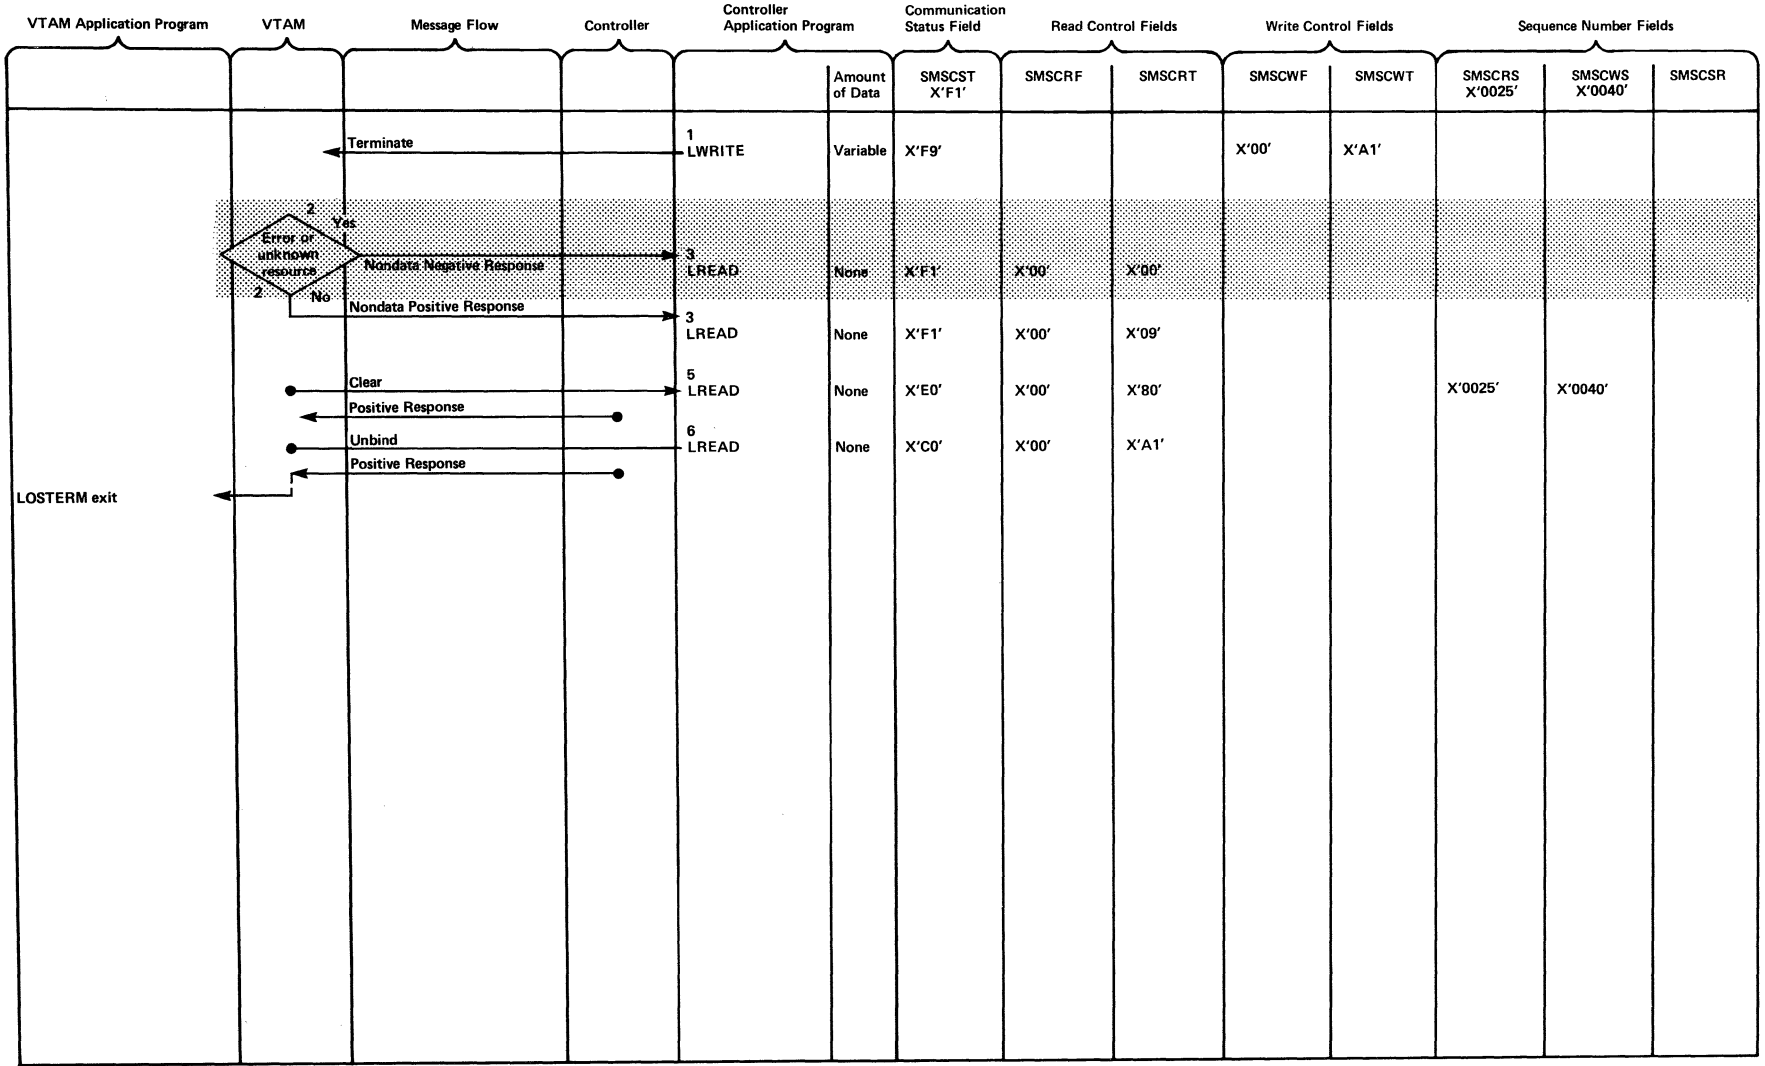 VTAM Application Program
VTAM
Message Flow
Controller
Controller
Application Program
Communication
Status Field
Read Control Fields
Write Control Fields
Sequence Number Fields
Amount
of Data
SMSCST
X'F1'
SMSCRF
SMSCRT
SMSCWF
SMSCWT
SMSCRS
X'0025'
SMSCWS
X'0040'
SMSCSR
Terminate
1
LWRITE
Variable
X'F9'
X'00'
X'A1'
2
Yes
Error or
unknown
resource
Nondata Negative Response
3
LREAD
None
X'F1'
X'00'
X'00'
2
No
Nondata Positive Response
3
LREAD
None
X'F1'
X'00'
X'09'
Clear
5
LREAD
None
X'E0'
X'00'
X'80'
X'0025'
X'0040'
Positive Response
Unbind
6
LREAD
None
X'C0'
X'00'
X'A1'
Positive Response
LOSTERM exit